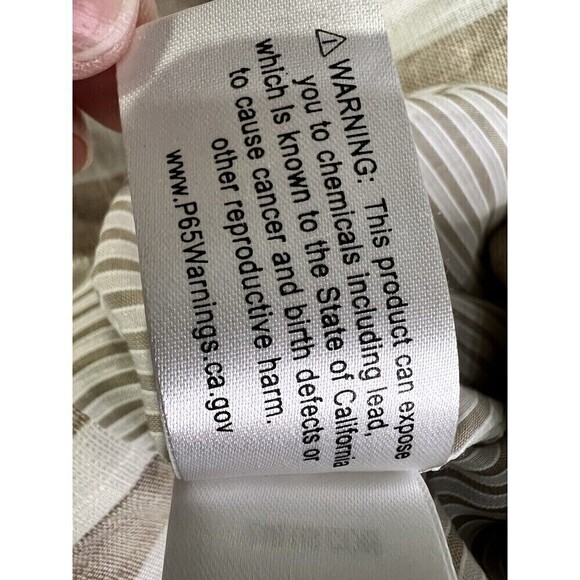 ⚠ WARNING: This product can expose
you to chemicals including lead,
which is known to the State of California
to cause cancer and birth defects or
other reproductive harm.
www.P65Warnings.ca.gov